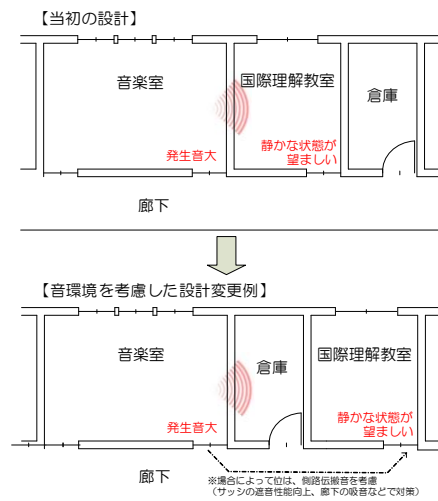 【当初の設計】
音楽室
国際理解教室
倉庫
発生音大
静かな状態が
望ましい
廊下
【音環境を考慮した設計変更例】
音楽室
倉庫
国際理解教室
発生音大
静かな状態が
望ましい
廊下
※場合によって位は、側路伝搬音を考慮
（サッシの遮音性能向上、廊下の吸音などで対策）